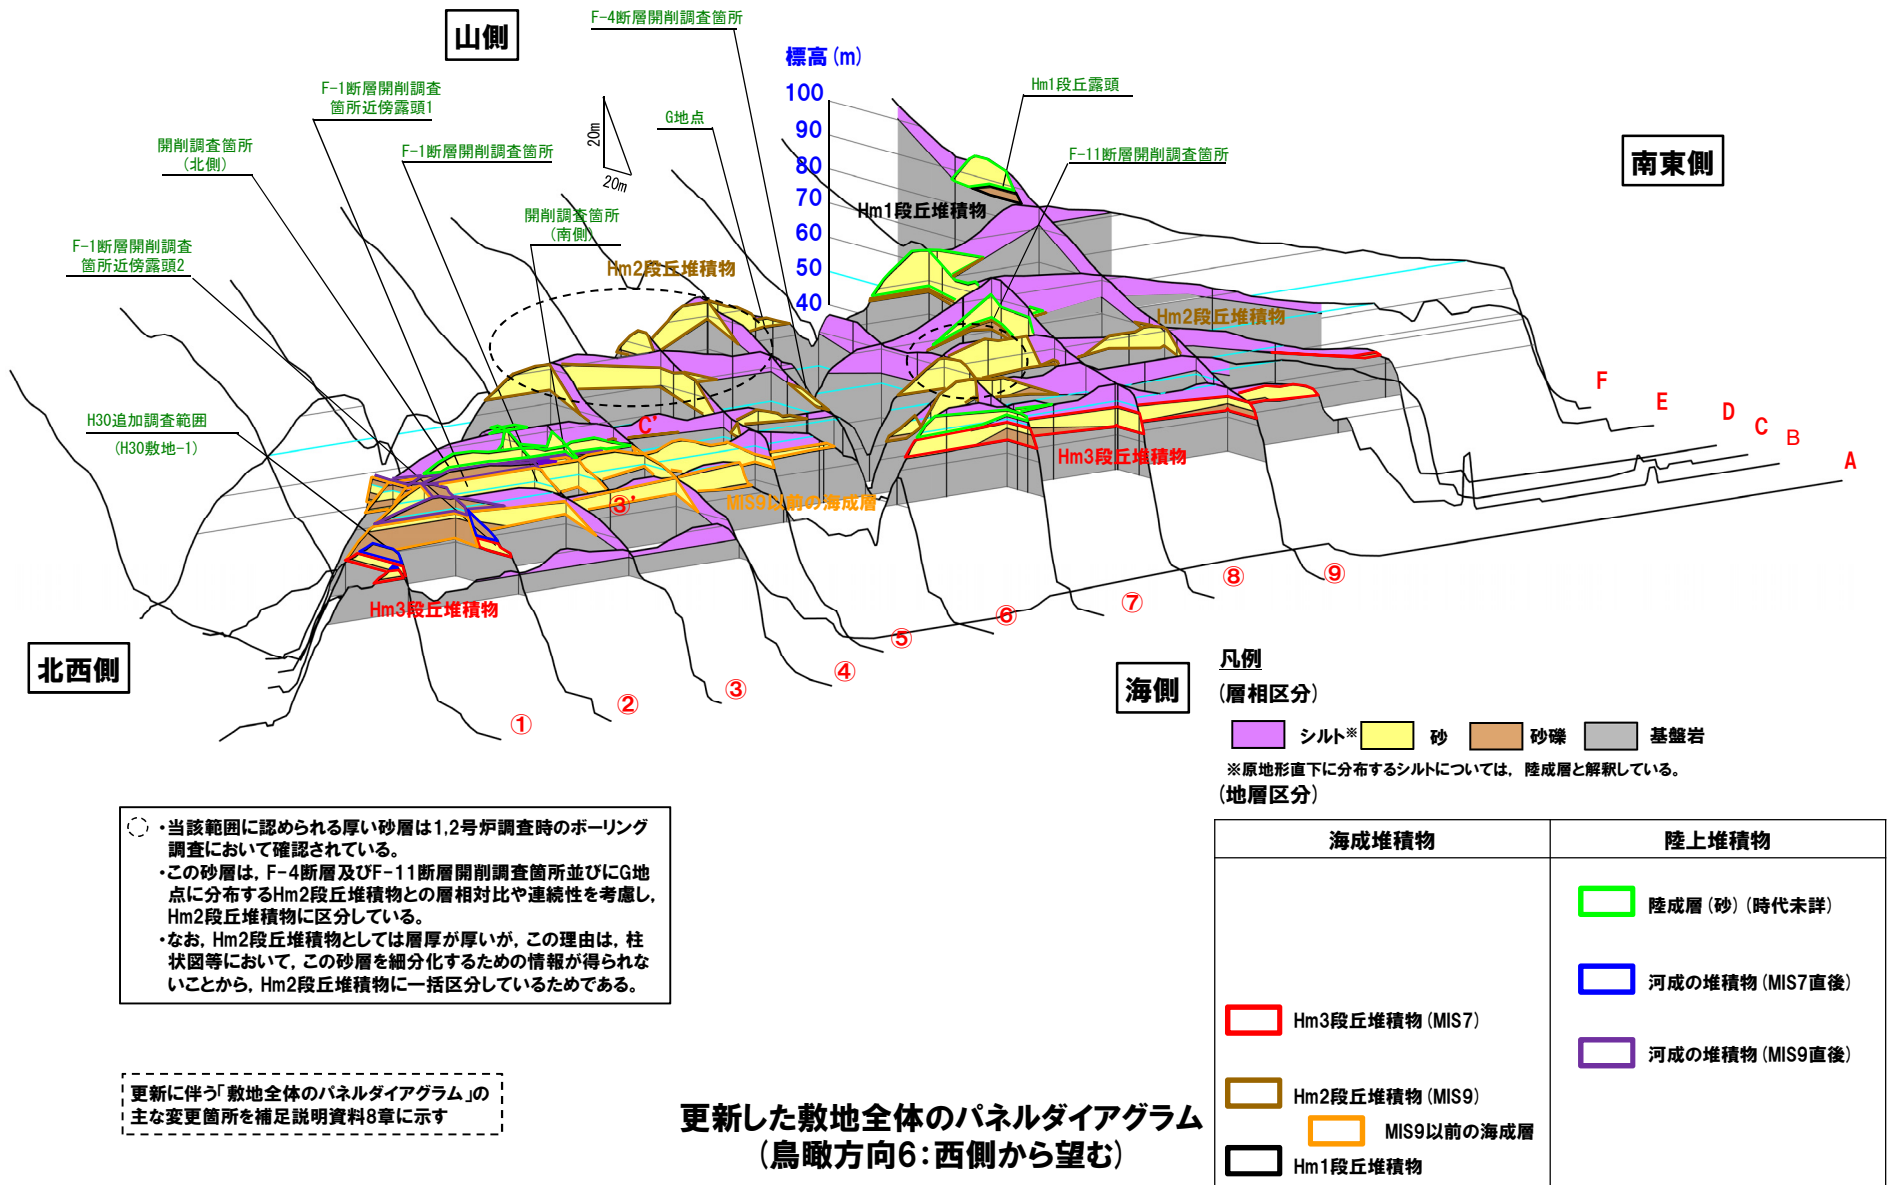 山側
F-4断層開削調査箇所
標高(m)
100
90
80
70
60
50
40
F-1断層開削調査
箇所近傍露頭1
20m
20m
G地点
Hm1段丘露頭
開削調査箇所
(北側)
F-1断層開削調査箇所
F-11断層開削調査箇所
南東側
Hm1段丘堆積物
開削調査箇所
(南側)
F-1断層開削調査
箇所近傍露頭2
Hm2段丘堆積物
Hm2段丘堆積物
H30追加調査範囲
(H30敷地-1)
C'
F
E
D
C
B
A
Hm3段丘堆積物
③'
MIS9以前の海成層
Hm3段丘堆積物
北西側
①
②
③
④
⑤
⑥
⑦
⑧
⑨
海側
凡例
(層相区分)
シルト※
砂
砂礫
基盤岩
※原地形直下に分布するシルトについては，陸成層と解釈している。
(地層区分)
海成堆積物
陸上堆積物
陸成層(砂)(時代未詳)
河成の堆積物(MIS7直後)
Hm3段丘堆積物(MIS7)
河成の堆積物(MIS9直後)
Hm2段丘堆積物(MIS9)
MIS9以前の海成層
Hm1段丘堆積物
・当該範囲に認められる厚い砂層は1,2号炉調査時のボーリング
調査において確認されている。
・この砂層は，F-4断層及びF-11断層開削調査箇所並びにG地
点に分布するHm2段丘堆積物との層相対比や連続性を考慮し，
Hm2段丘堆積物に区分している。
・なお，Hm2段丘堆積物としては層厚が厚いが，この理由は，柱
状図等において，この砂層を細分化するための情報が得られな
いことから，Hm2段丘堆積物に一括区分しているためである。
更新に伴う「敷地全体のパネルダイアグラム」の
主な変更箇所を補足説明資料8章に示す
更新した敷地全体のパネルダイアグラム
(鳥瞰方向6：西側から望む)